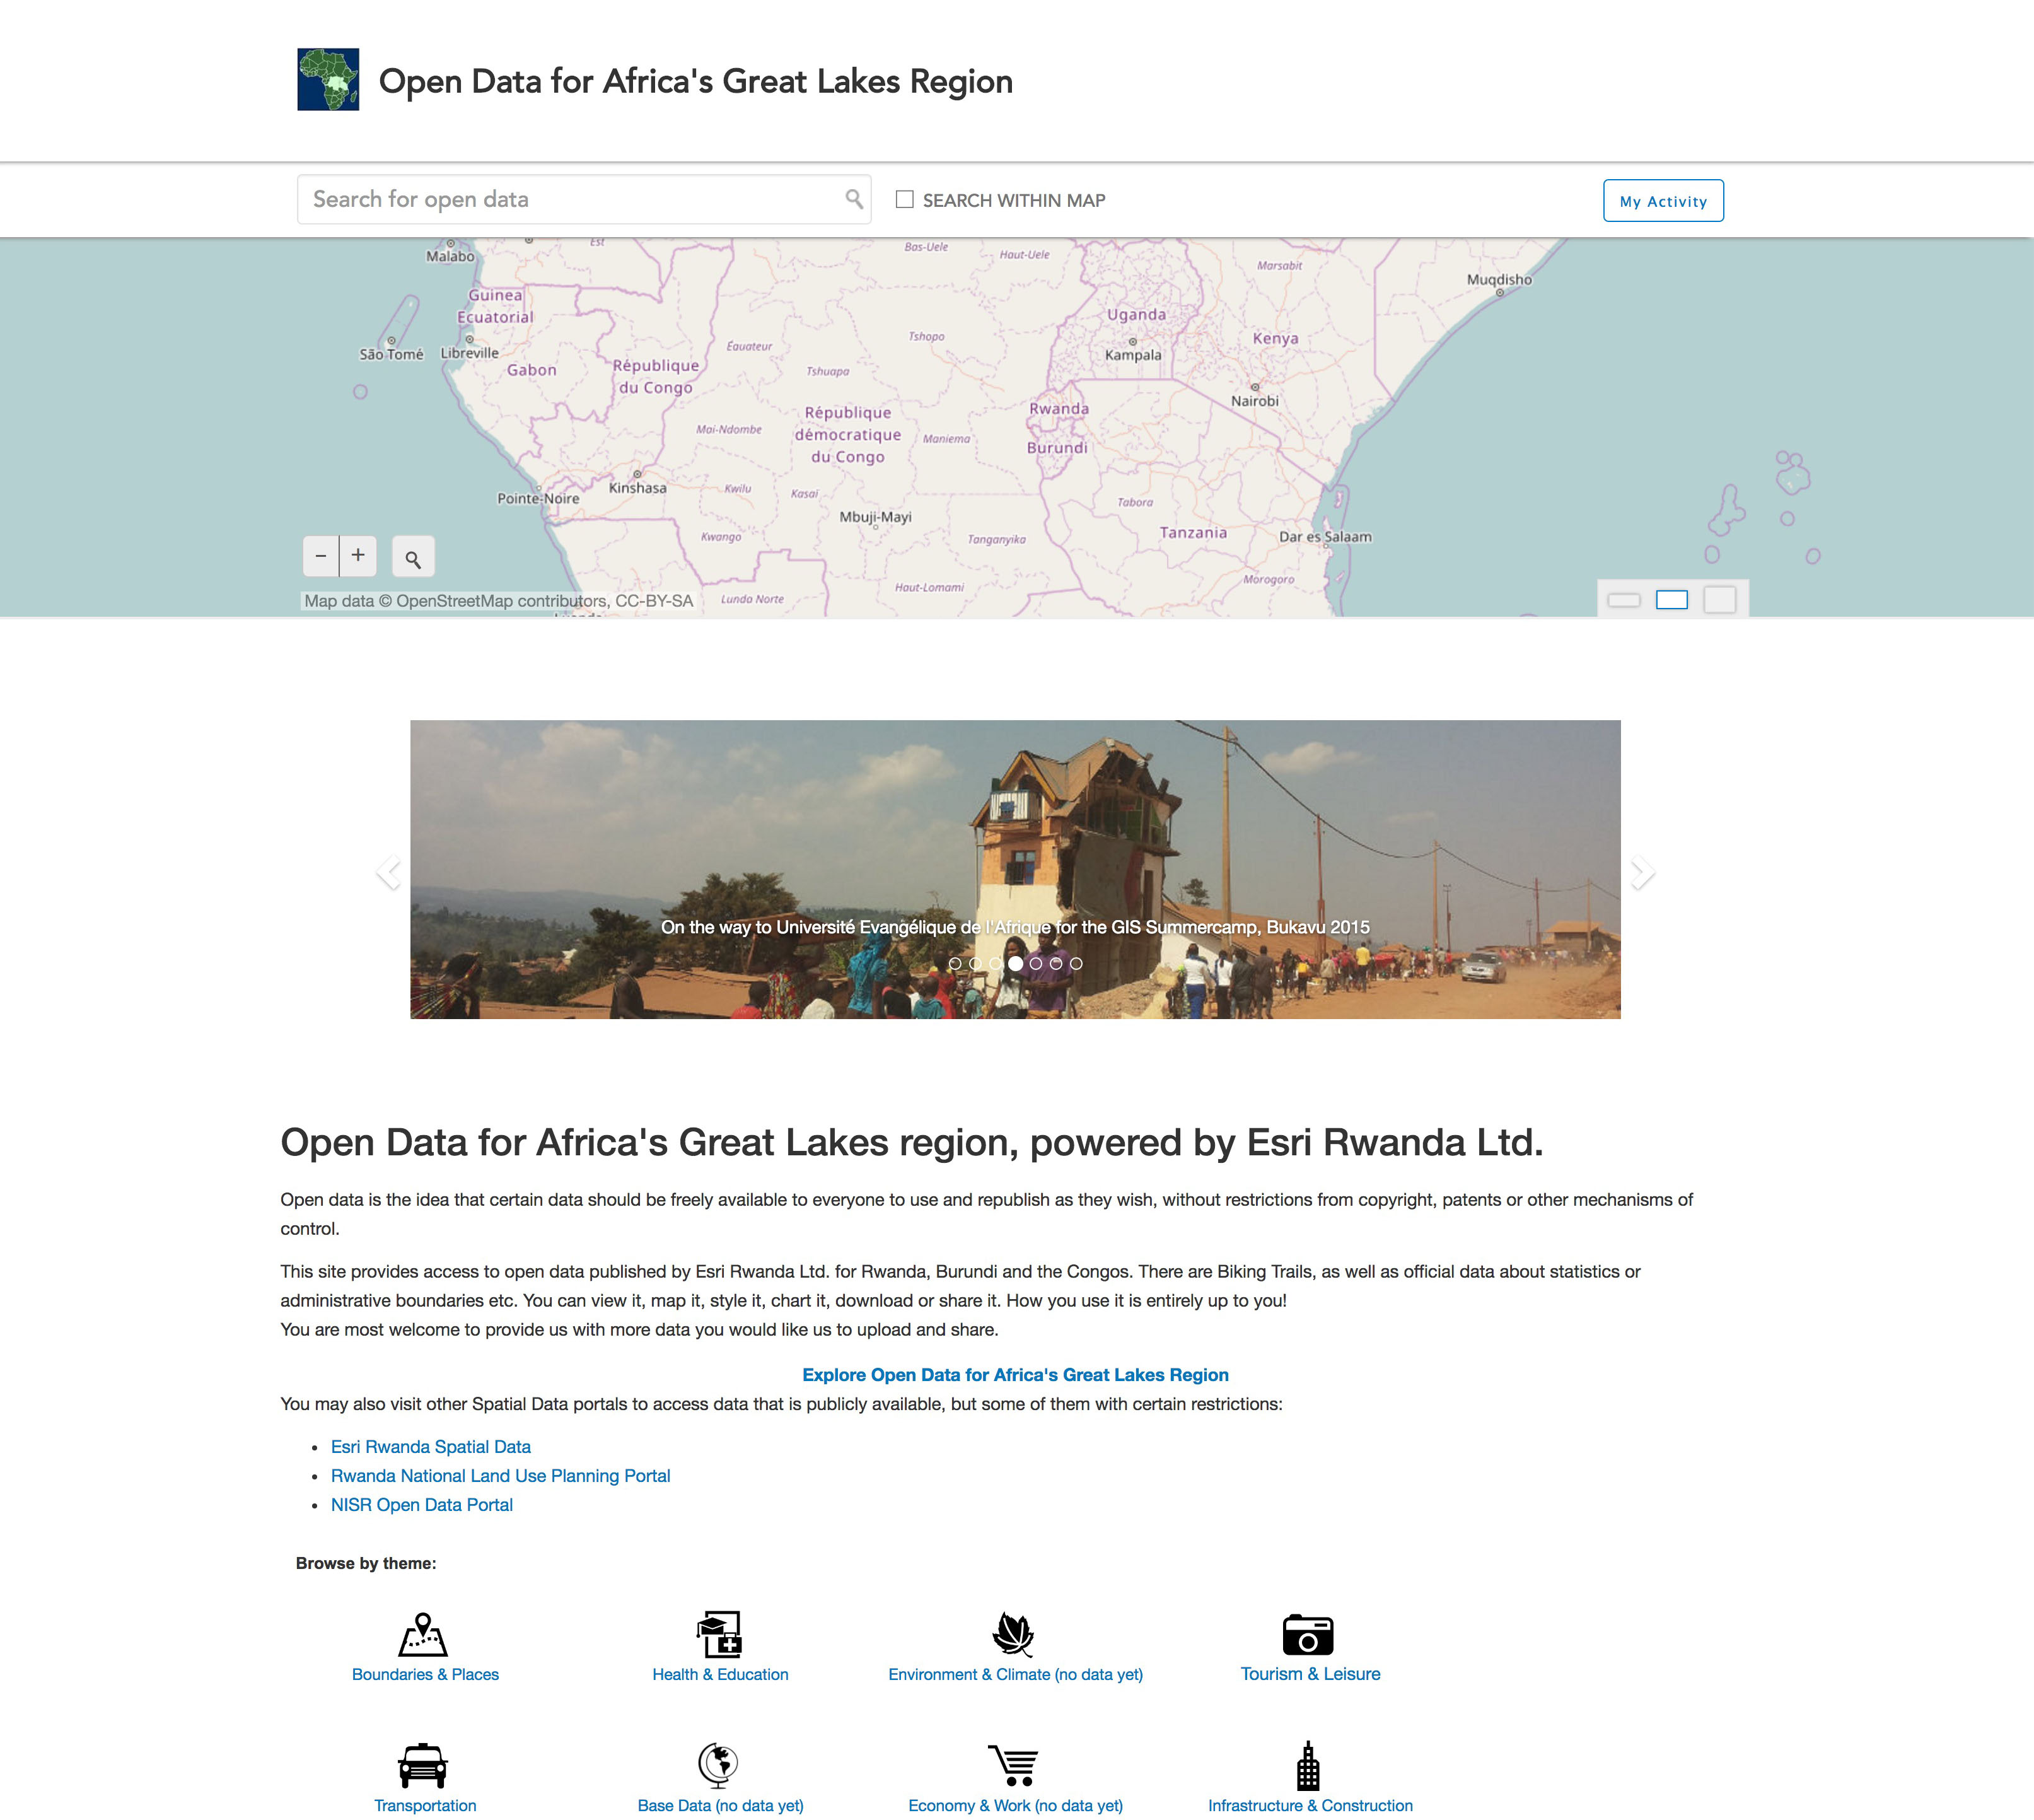 Open Data for Africa's Great Lakes Region
Search for open data
SEARCH WITHIN MAP
My Activity
Malabo
Est
Bas-Uele
Haut-Uele
Marsabit
Muqdisho
Guinea
Ecuatorial
Uganda
São Tomé
Libreville
Gabon
République
du Congo
Équateur
Tshopo
Kampala
Kenya
Tshuapa
Nairobi
République
démocratique
du Congo
Mai-Ndombe
Maniema
Rwanda
Burundi
Pointe-Noire
Kinshasa
Kwilu
Kasaï
Mbuji-Mayi
Tabora
Tanzania
Dar es Salaam
Kwango
Tanganyika
Haut-Lomami
Morogoro
Lunda Norte
− +
Map data © OpenStreetMap contributors, CC-BY-SA
On the way to Université Evangélique de l'Afrique for the GIS Summercamp, Bukavu 2015
Open Data for Africa's Great Lakes region, powered by Esri Rwanda Ltd.
Open data is the idea that certain data should be freely available to everyone to use and republish as they wish, without restrictions from copyright, patents or other mechanisms of
control.
This site provides access to open data published by Esri Rwanda Ltd. for Rwanda, Burundi and the Congos. There are Biking Trails, as well as official data about statistics or
administrative boundaries etc. You can view it, map it, style it, chart it, download or share it. How you use it is entirely up to you!
You are most welcome to provide us with more data you would like us to upload and share.
Explore Open Data for Africa's Great Lakes Region
You may also visit other Spatial Data portals to access data that is publicly available, but some of them with certain restrictions:
• Esri Rwanda Spatial Data
• Rwanda National Land Use Planning Portal
• NISR Open Data Portal
Browse by theme:
Boundaries & Places
Health & Education
Environment & Climate (no data yet)
Tourism & Leisure
Transportation
Base Data (no data yet)
Economy & Work (no data yet)
Infrastructure & Construction